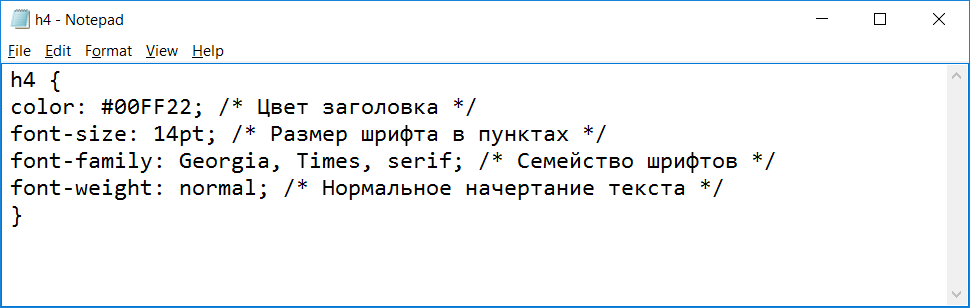 h4 - Notepad
File Edit Format View Help
h4 {
color: #00FF22; /* Цвет заголовка */
font-size: 14pt; /* Размер шрифта в пунктах */
font-family: Georgia, Times, serif; /* Семейство шрифтов */
font-weight: normal; /* Нормальное начертание текста */
}